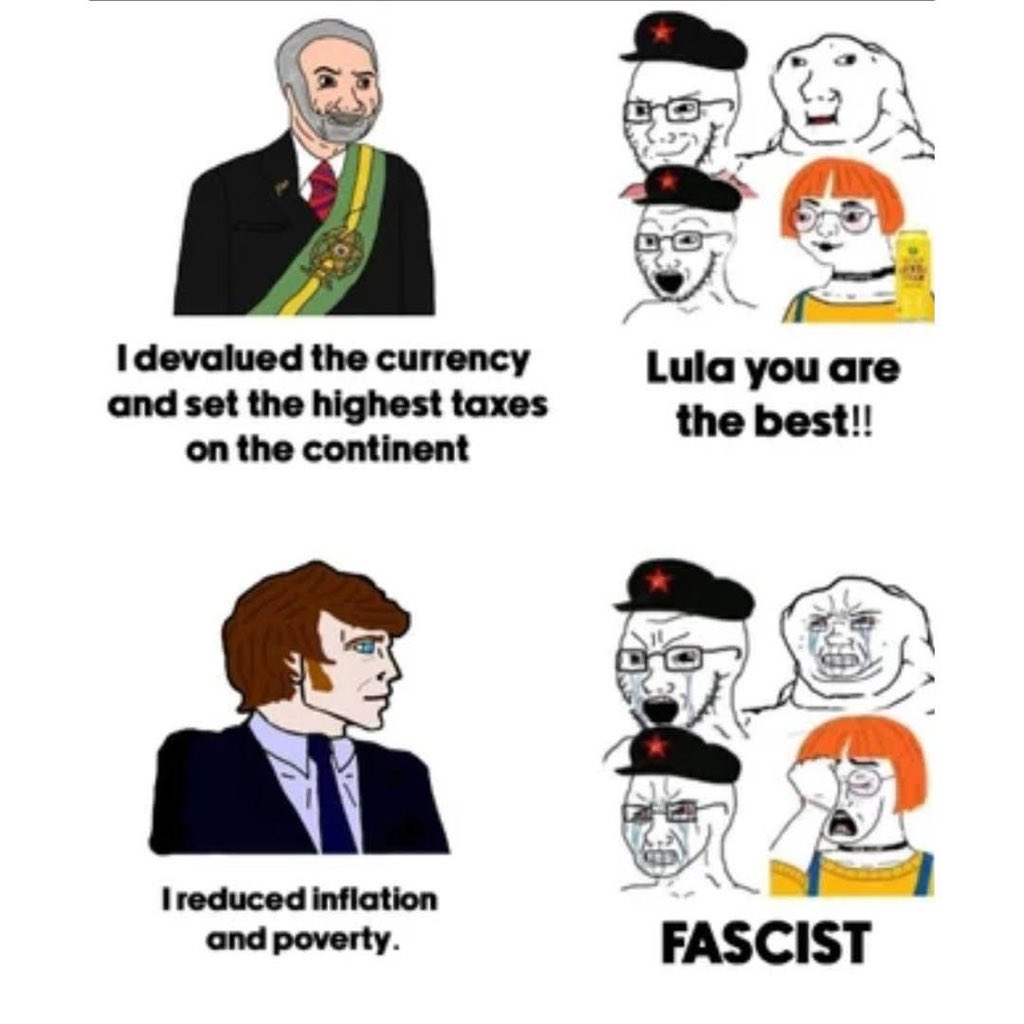 I devalued the currency
and set the highest taxes
on the continent
Lula you are
the best!!
I reduced inflation
and poverty.
FASCIST